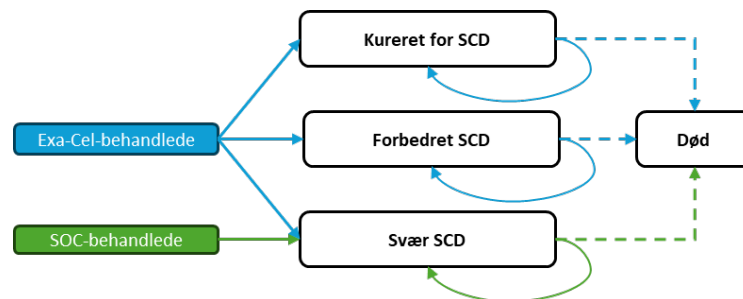 Kureret for SCD
Exa-Cel-behandlede
Forbedret SCD
Død
SOC-behandlede
Svær SCD